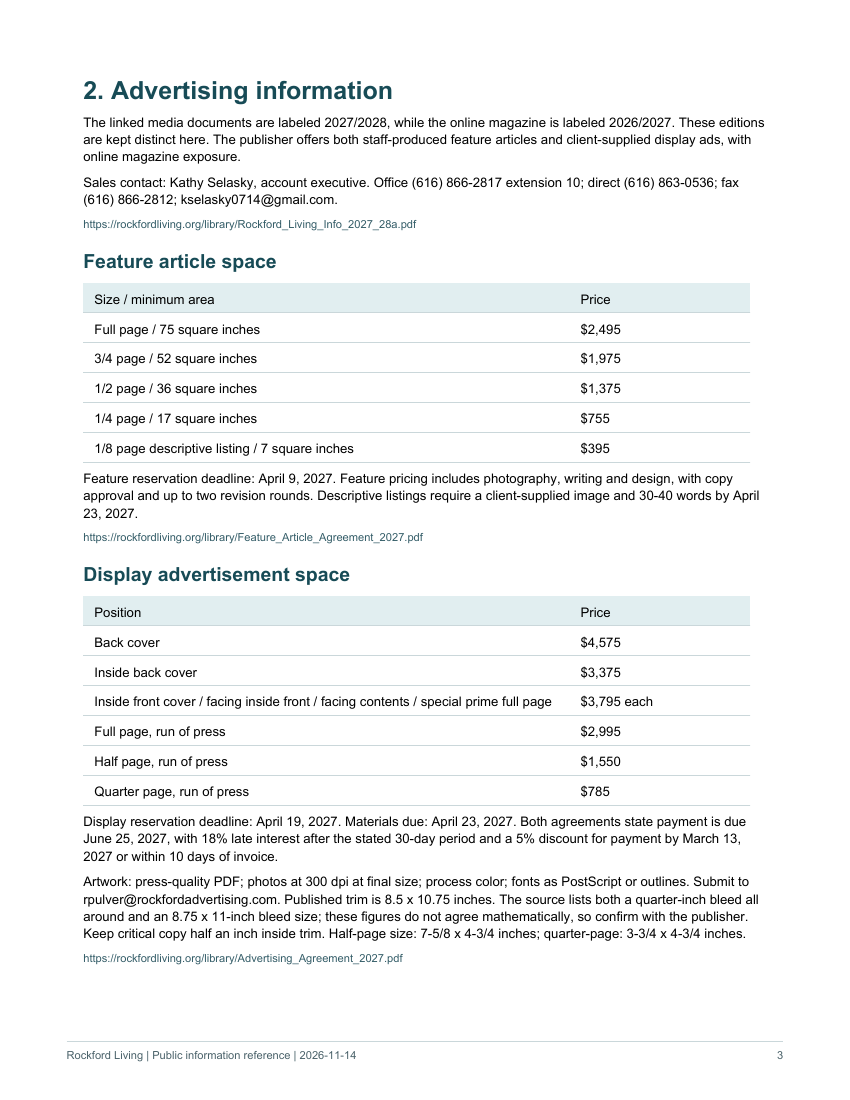 2. Advertising information
The linked media documents are labeled 2027/2028, while the online magazine is labeled 2026/2027. These editions
are kept distinct here. The publisher offers both staff-produced feature articles and client-supplied display ads, with
online magazine exposure.
Sales contact: Kathy Selasky, account executive. Office (616) 866-2817 extension 10; direct (616) 863-0536; fax
(616) 866-2812; kselasky0714@gmail.com.
https://rockfordliving.org/library/Rockford_Living_Info_2027_28a.pdf
Feature article space
Size / minimum area Price
Full page / 75 square inches $2,495
3/4 page / 52 square inches $1,975
1/2 page / 36 square inches $1,375
1/4 page / 17 square inches $755
1/8 page descriptive listing / 7 square inches $395
Feature reservation deadline: April 9, 2027. Feature pricing includes photography, writing and design, with copy
approval and up to two revision rounds. Descriptive listings require a client-supplied image and 30-40 words by April
23, 2027.
https://rockfordliving.org/library/Feature_Article_Agreement_2027.pdf
Display advertisement space
Position Price
Back cover $4,575
Inside back cover $3,375
Inside front cover / facing inside front / facing contents / special prime full page $3,795 each
Full page, run of press $2,995
Half page, run of press $1,550
Quarter page, run of press $785
Display reservation deadline: April 19, 2027. Materials due: April 23, 2027. Both agreements state payment is due
June 25, 2027, with 18% late interest after the stated 30-day period and a 5% discount for payment by March 13,
2027 or within 10 days of invoice.
Artwork: press-quality PDF; photos at 300 dpi at final size; process color; fonts as PostScript or outlines. Submit to
rpulver@rockfordadvertising.com. Published trim is 8.5 x 10.75 inches. The source lists both a quarter-inch bleed all
around and an 8.75 x 11-inch bleed size; these figures do not agree mathematically, so confirm with the publisher.
Keep critical copy half an inch inside trim. Half-page size: 7-5/8 x 4-3/4 inches; quarter-page: 3-3/4 x 4-3/4 inches.
https://rockfordliving.org/library/Advertising_Agreement_2027.pdf
Rockford Living | Public information reference | 2026-11-14 3